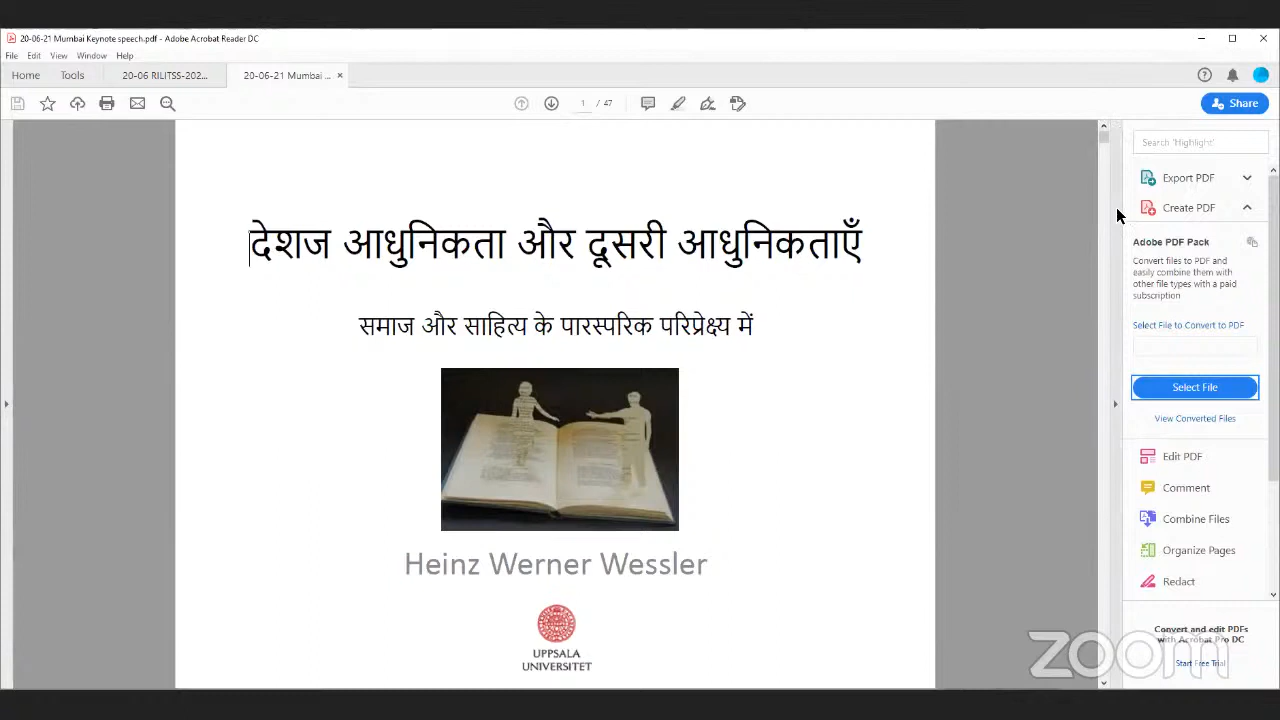 20-06-21 Mumbai Keynote speech.pdf - Adobe Acrobat Reader DC
File Edit View Window Help
Home Tools 20-06 RILITSS-202... 20-06-21 Mumbai ... ×
1 / 47
Share
Search 'Highlight'
Export PDF
Create PDF
Adobe PDF Pack
Convert files to PDF and
easily combine them with
other file types with a paid
subscription
Select File to Convert to PDF
Select File
View Converted Files
Edit PDF
Comment
Combine Files
Organize Pages
Redact
Convert and edit PDFs
with Acrobat Pro DC
Start Free Trial
देशज आधुनिकता और दूसरी आधुनिकताएँ
समाज और साहित्य के पारस्परिक परिप्रेक्ष्य में
Heinz Werner Wessler
UPPSALA
UNIVERSITET
zoom